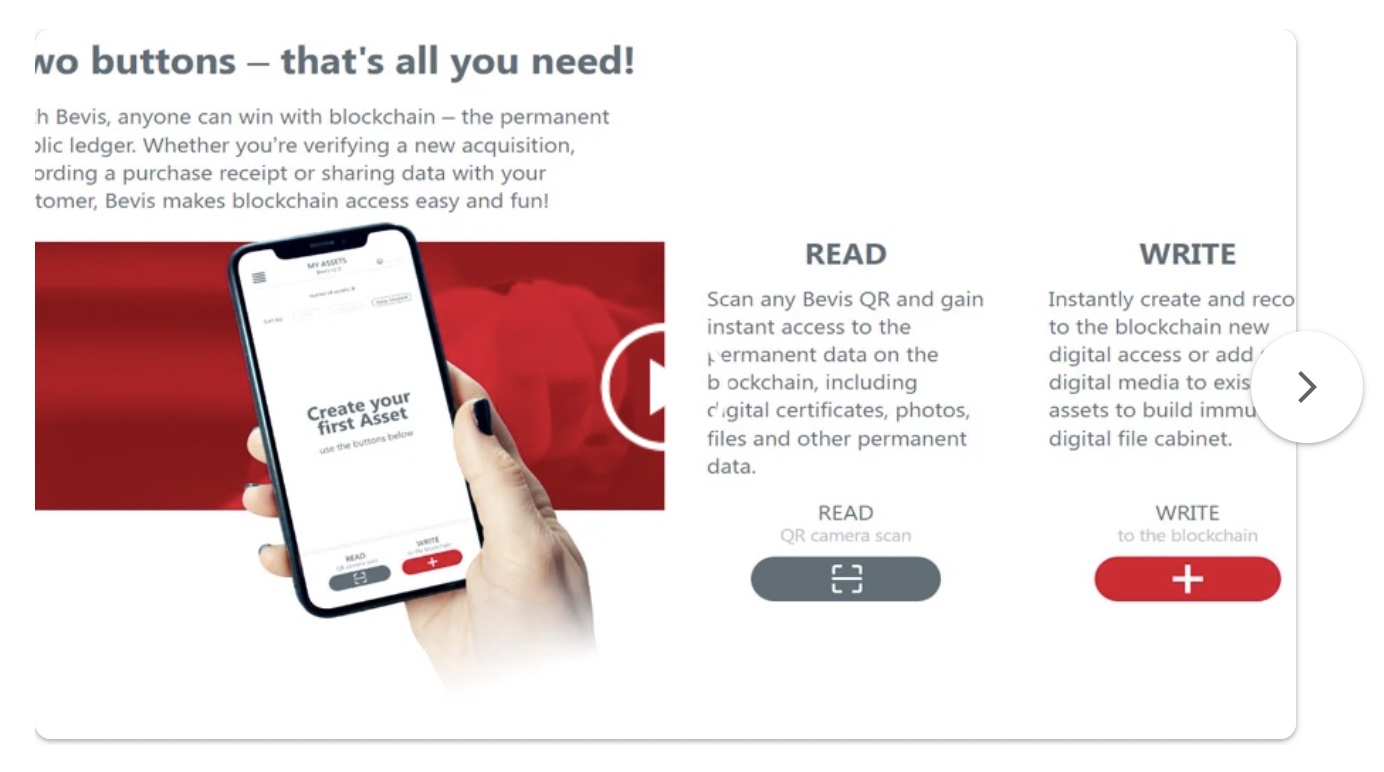 wo buttons – that's all you need!
h Bevis, anyone can win with blockchain – the permanent
blic ledger. Whether you're verifying a new acquisition,
ording a purchase receipt or sharing data with your
tomer, Bevis makes blockchain access easy and fun!
MY ASSETS
Create your
first Asset
use the buttons below
READ
QR camera scan
WRITE
to the blockchain
READ
Scan any Bevis QR and gain
instant access to the
permanent data on the
blockchain, including
digital certificates, photos,
files and other permanent
data.
READ
QR camera scan
WRITE
Instantly create and reco
to the blockchain new
digital access or add
digital media to exis
assets to build immu
digital file cabinet.
WRITE
to the blockchain